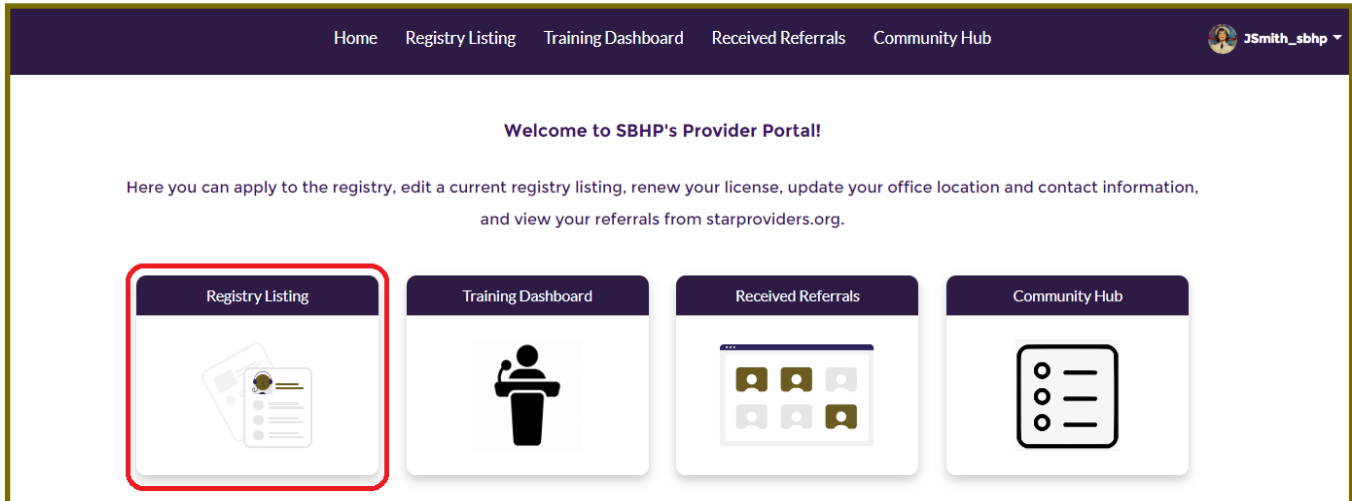 Home Registry Listing Training Dashboard Received Referrals Community Hub JSmith_sbhp
Welcome to SBHP's Provider Portal!
Here you can apply to the registry, edit a current registry listing, renew your license, update your office location and contact information,
and view your referrals from starproviders.org.
Registry Listing Training Dashboard Received Referrals Community Hub